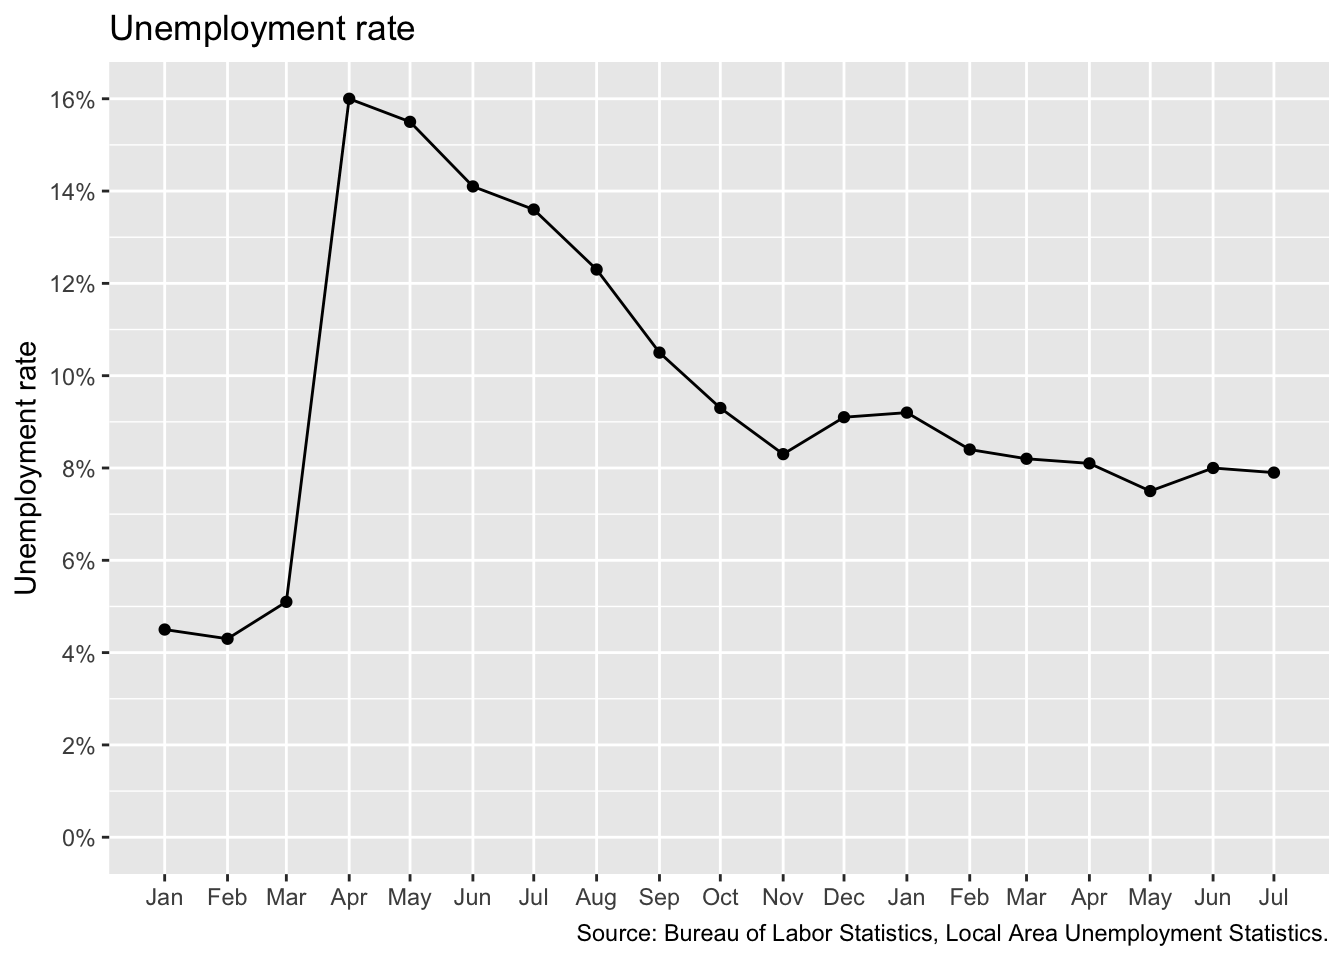 Unemployment rate
Unemployment rate
16%
14%
12%
10%
8%
6%
4%
2%
0%
Jan Feb Mar Apr May Jun Jul Aug Sep Oct Nov Dec Jan Feb Mar Apr May Jun Jul
Source: Bureau of Labor Statistics, Local Area Unemployment Statistics.